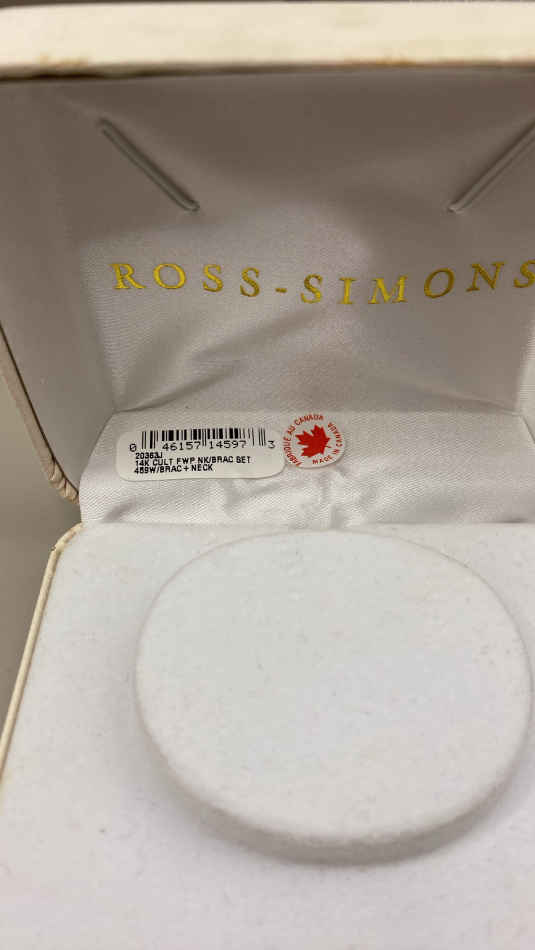 ROSS-SIMONS
0 46157 14597 3
20363J
14K CULT FWP NK/BRAC SET
459W/BRAC + NECK
FABRIQUÉ AU CANADA
MADE IN CANADA